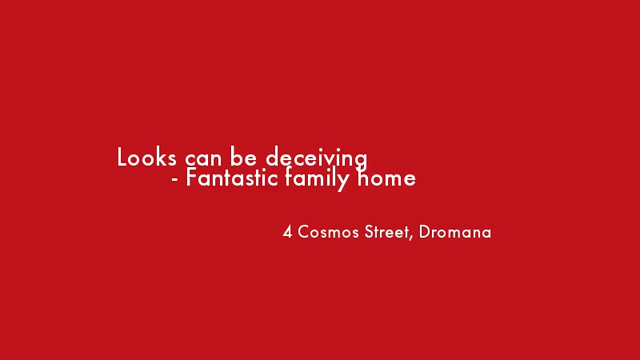 Looks can be deceiving
- Fantastic family home
4 Cosmos Street, Dromana